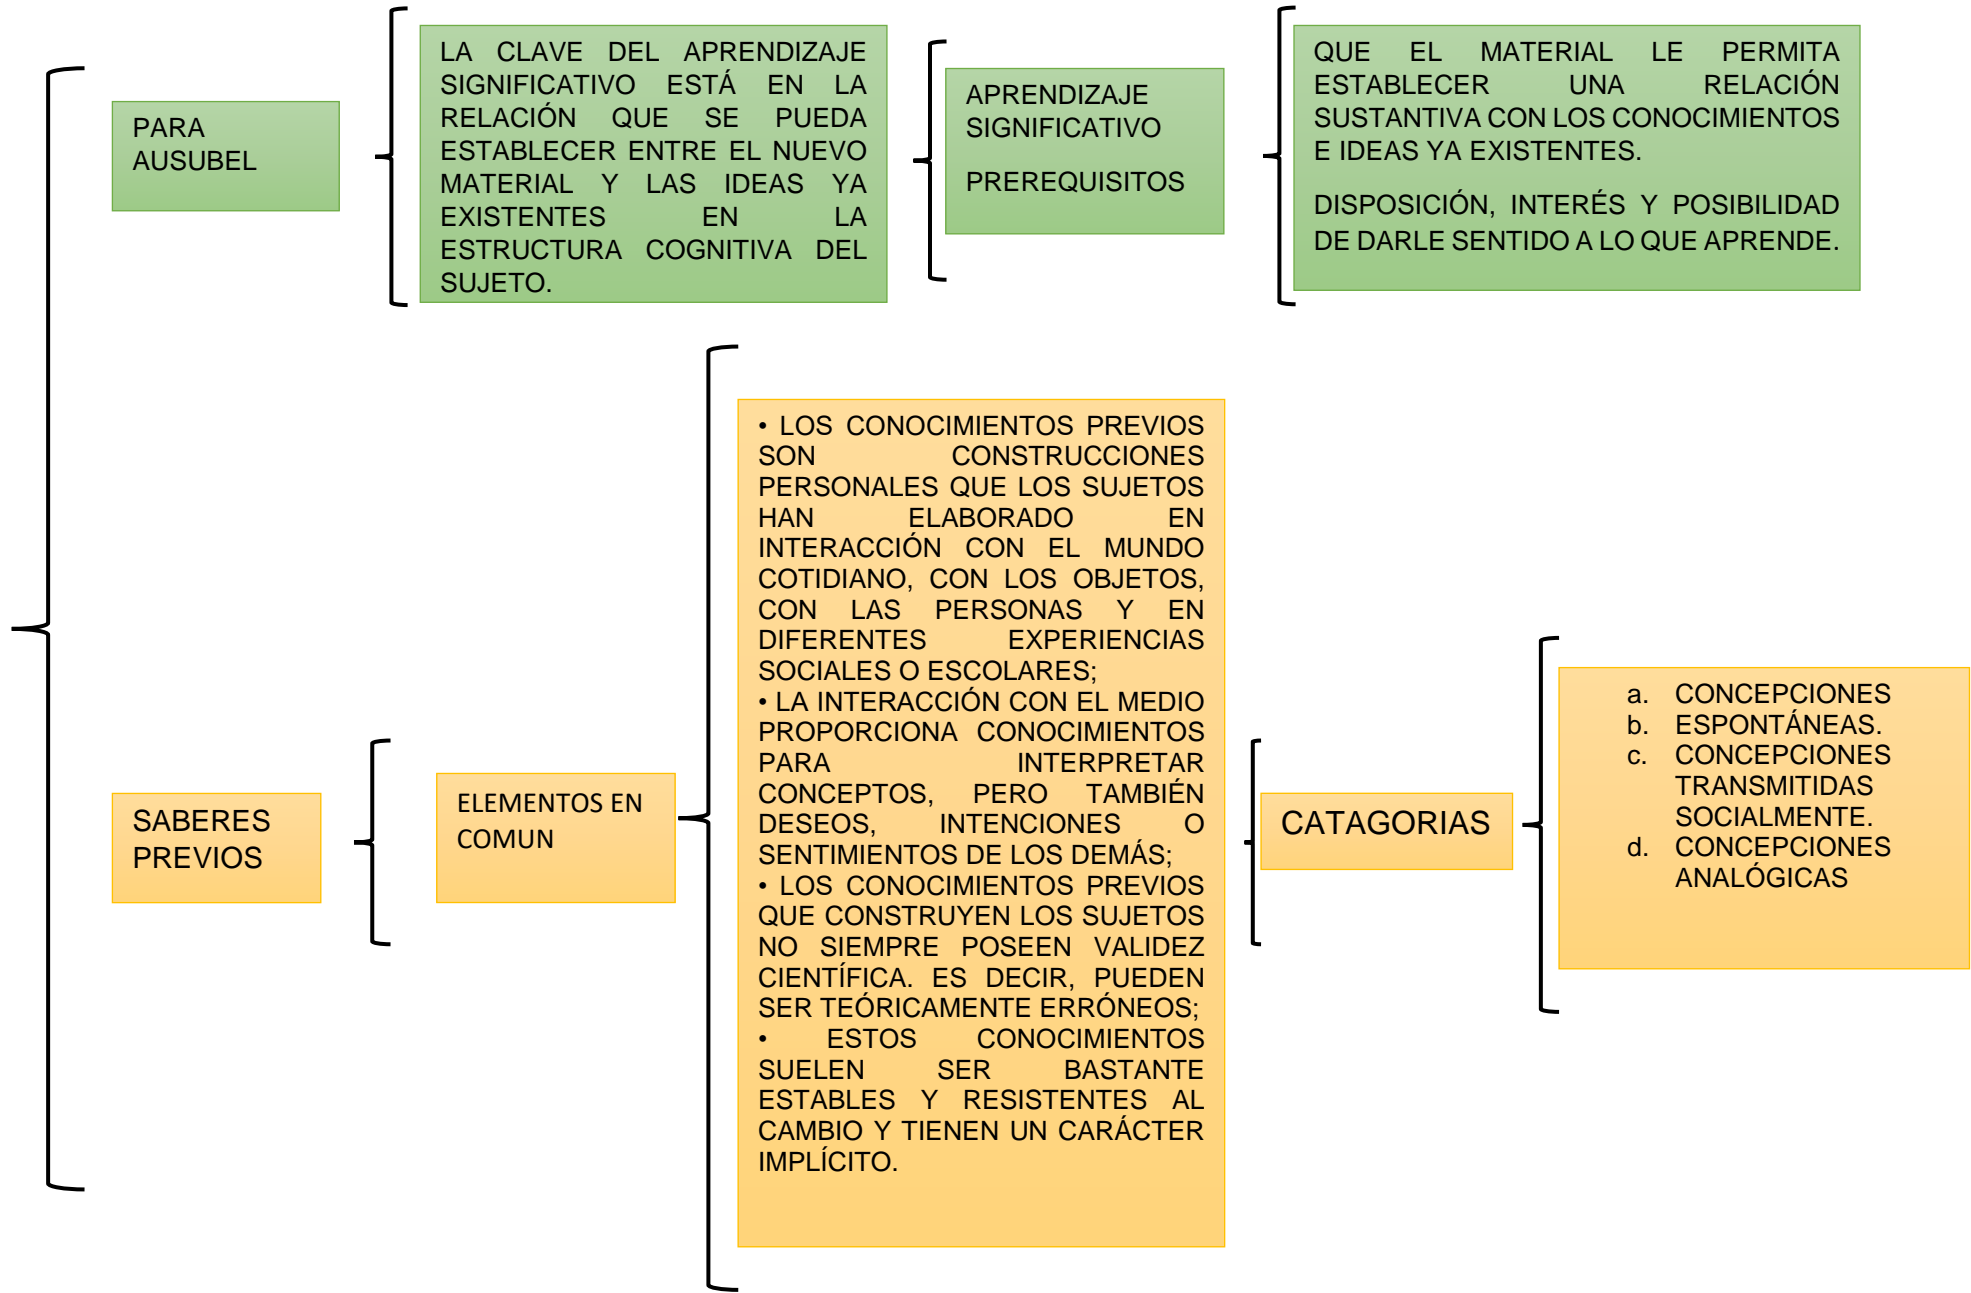 PARA
AUSUBEL
LA CLAVE DEL APRENDIZAJE
SIGNIFICATIVO ESTÁ EN LA
RELACIÓN QUE SE PUEDA
ESTABLECER ENTRE EL NUEVO
MATERIAL Y LAS IDEAS YA
EXISTENTES EN LA
ESTRUCTURA COGNITIVA DEL
SUJETO.
APRENDIZAJE
SIGNIFICATIVO
PREREQUISITOS
QUE EL MATERIAL LE PERMITA
ESTABLECER UNA RELACIÓN
SUSTANTIVA CON LOS CONOCIMIENTOS
E IDEAS YA EXISTENTES.
DISPOSICIÓN, INTERÉS Y POSIBILIDAD
DE DARLE SENTIDO A LO QUE APRENDE.
SABERES
PREVIOS
ELEMENTOS EN
COMUN
• LOS CONOCIMIENTOS PREVIOS
SON CONSTRUCCIONES
PERSONALES QUE LOS SUJETOS
HAN ELABORADO EN
INTERACCIÓN CON EL MUNDO
COTIDIANO, CON LOS OBJETOS,
CON LAS PERSONAS Y EN
DIFERENTES EXPERIENCIAS
SOCIALES O ESCOLARES;
• LA INTERACCIÓN CON EL MEDIO
PROPORCIONA CONOCIMIENTOS
PARA INTERPRETAR
CONCEPTOS, PERO TAMBIÉN
DESEOS, INTENCIONES O
SENTIMIENTOS DE LOS DEMÁS;
• LOS CONOCIMIENTOS PREVIOS
QUE CONSTRUYEN LOS SUJETOS
NO SIEMPRE POSEEN VALIDEZ
CIENTÍFICA. ES DECIR, PUEDEN
SER TEÓRICAMENTE ERRÓNEOS;
• ESTOS CONOCIMIENTOS
SUELEN SER BASTANTE
ESTABLES Y RESISTENTES AL
CAMBIO Y TIENEN UN CARÁCTER
IMPLÍCITO.
CATAGORIAS
a. CONCEPCIONES
b. ESPONTÁNEAS.
c. CONCEPCIONES
TRANSMITIDAS
SOCIALMENTE.
d. CONCEPCIONES
ANALÓGICAS